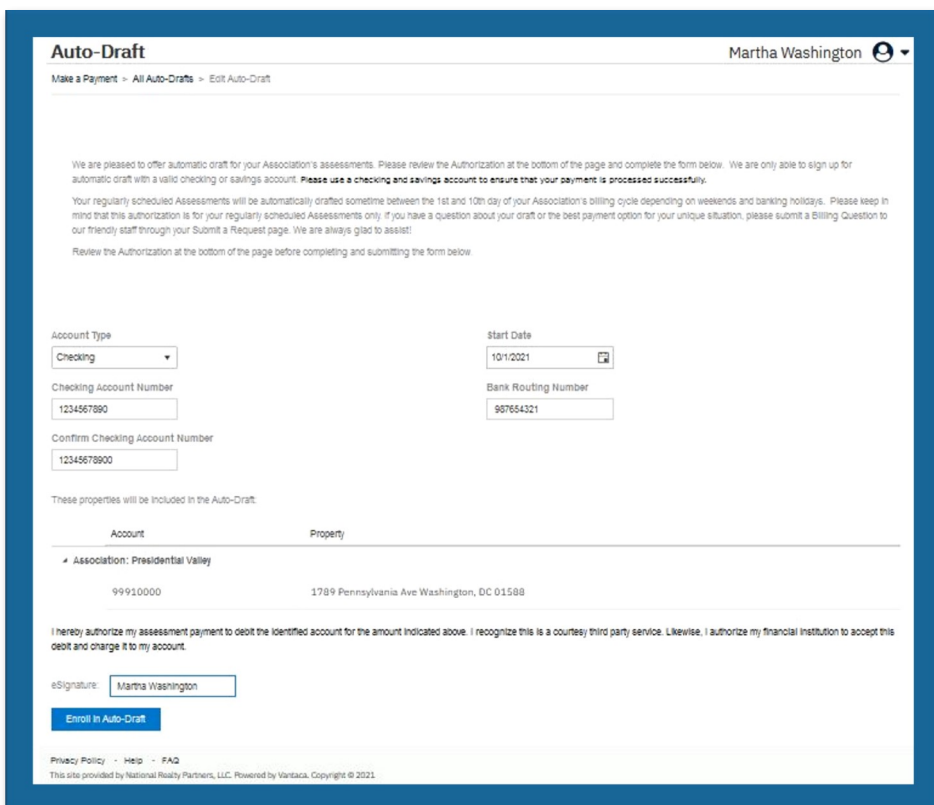 Auto-Draft
Martha Washington
Make a Payment > All Auto-Drafts > Edit Auto-Draft
We are pleased to offer automatic draft for your Association's assessments. Please review the Authorization at the bottom of the page and complete the form below. We are only able to sign up for
automatic draft with a valid checking or savings account. Please use a checking and savings account to ensure that your payment is processed successfully.
Your regularly scheduled Assessments will be automatically drafted sometime between the 1st and 10th day of your Association's billing cycle depending on weekends and banking holidays. Please keep in
mind that this authorization is for your regularly scheduled Assessments only. If you have a question about your draft or the best payment option for your unique situation, please submit a Billing Question to
our friendly staff through your Submit a Request page. We are always glad to assist!
Review the Authorization at the bottom of the page before completing and submitting the form below.
Account Type
Start Date
Checking
10/1/2021
Checking Account Number
Bank Routing Number
1234567890
987654321
Confirm Checking Account Number
12345678900
These properties will be included in the Auto-Draft:
Account Property
Association: Presidential Valley
99910000 1789 Pennsylvania Ave Washington, DC 01588
I hereby authorize my assessment payment to debit the identified account for the amount indicated above. I recognize this is a courtesy third party service. Likewise, I authorize my financial institution to accept this
debit and charge it to my account.
eSignature: Martha Washington
Enroll in Auto-Draft
Privacy Policy - Help - FAQ
This site provided by National Realty Partners, LLC. Powered by Vantaca. Copyright © 2021